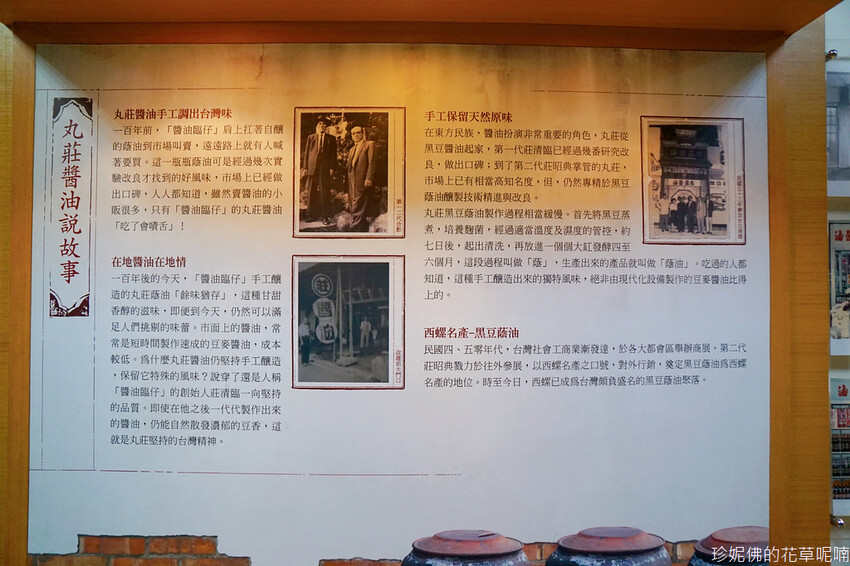 丸莊醬油說故事
丸莊醬油手工調出台灣味
一百年前，「醬油臨仔」肩上扛著自釀
的蔭油到市場叫賣，遠遠路上就有人喊
著要買。這一瓶瓶蔭油可是經過幾次實
驗改良才找到的好風味，市場上已經做
出口碑，人人都知道，雖然賣醬油的小
販很多，只有「醬油臨仔」的丸莊醬油
「吃了會嘖舌」！
在地醬油在地情
一百年後的今天，「醬油臨仔」手工釀
造的丸莊蔭油「餘味猶存」，這種甘甜
香醇的滋味，即便到今天，仍然可以滿
足人們挑剔的味蕾。市面上的醬油，常
常是短時間製作速成的豆麥醬油，成本
較低。爲什麼丸莊醬油仍堅持手工釀造
，保留它特殊的風味？說穿了還是人稱
「醬油臨仔」的創始人莊清臨一向堅持
的品質。即使在他之後一代代製作出來
的醬油，仍能自然散發濃郁的豆香，這
就是丸莊堅持的台灣精神。
第一二代合影
手工保留天然原味
在東方民族，醬油扮演非常重要的角色，丸莊從
黑豆醬油起家，第一代莊清臨已經過幾番研究改
良，做出口碑；到了第二代莊昭典掌管的丸莊，
市場上已有相當高知名度，但，仍然專精於黑豆
蔭油釀製技術精進與改良。
丸莊黑豆蔭油製作過程相當緩慢。首先將黑豆蒸
煮，培養麴菌，經過適當溫度及濕度的管控，約
七日後，起出清洗，再放進一個個大缸發酵四至
六個月，這段過程叫做「蔭」，生產出來的產品就叫做「蔭油」。吃過的人都
知道，這種手工釀造出來的獨特風味，絕非由現代化設備製作的豆麥醬油比得
上的。
西螺名產-黑豆蔭油
民國四、五零年代，台灣社會工商業漸發達，於各大都會區舉辦商展。第二代
莊昭典戮力於往外參展，以西螺名產之口號，對外行銷，奠定黑豆蔭油爲西螺
名產的地位。時至今日，西螺已成爲台灣頗負盛名的黑豆蔭油聚落。
莊醬油
珍妮佛的花草呢喃